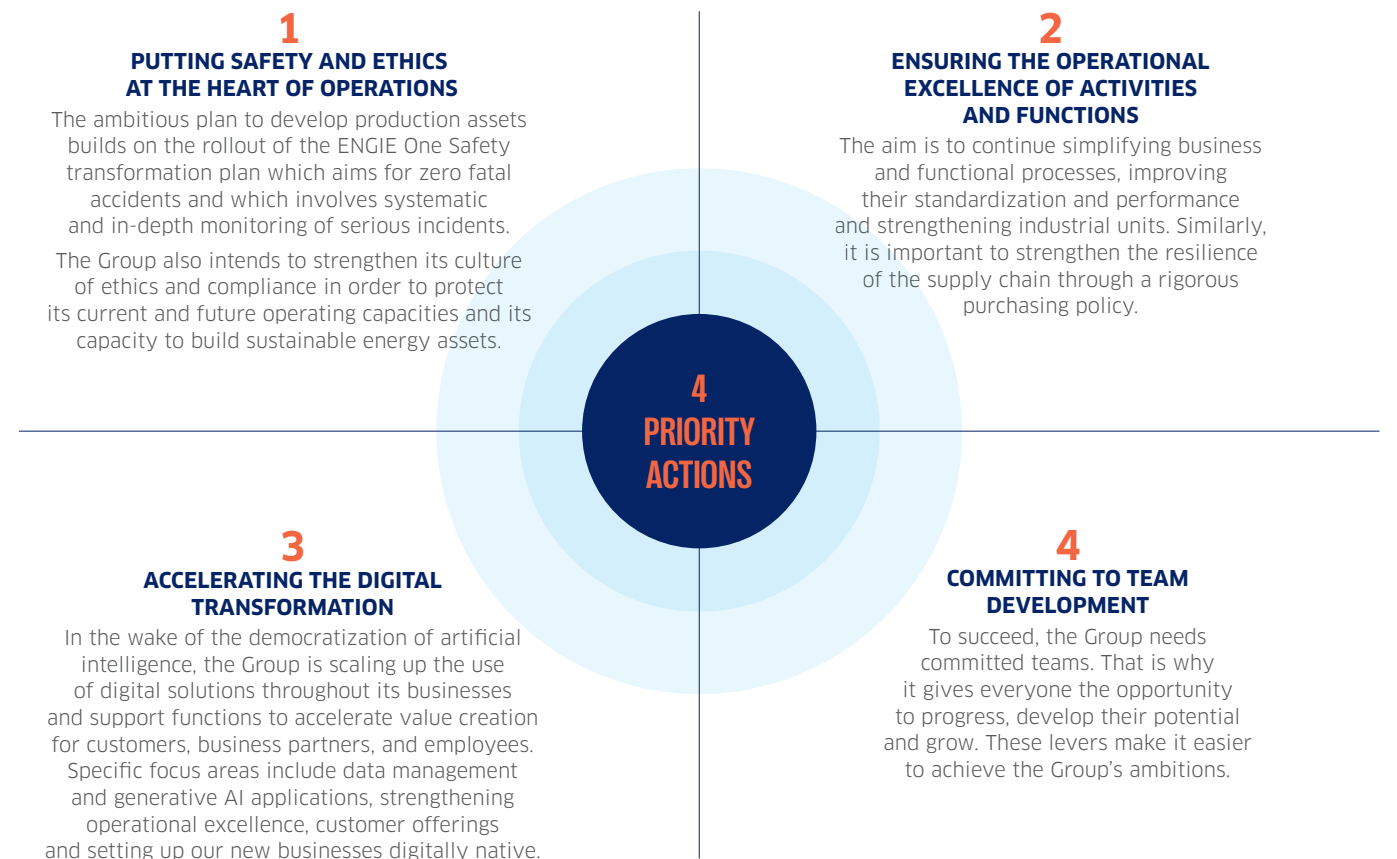 1
PUTTING SAFETY AND ETHICS
AT THE HEART OF OPERATIONS
The ambitious plan to develop production assets
builds on the rollout of the ENGIE One Safety
transformation plan which aims for zero fatal
accidents and which involves systematic
and in-depth monitoring of serious incidents.
The Group also intends to strengthen its culture
of ethics and compliance in order to protect
its current and future operating capacities and its
capacity to build sustainable energy assets.
2
ENSURING THE OPERATIONAL
EXCELLENCE OF ACTIVITIES
AND FUNCTIONS
The aim is to continue simplifying business
and functional processes, improving
their standardization and performance
and strengthening industrial units. Similarly,
it is important to strengthen the resilience
of the supply chain through a rigorous
purchasing policy.
4
PRIORITY
ACTIONS
3
ACCELERATING THE DIGITAL
TRANSFORMATION
In the wake of the democratization of artificial
intelligence, the Group is scaling up the use
of digital solutions throughout its businesses
and support functions to accelerate value creation
for customers, business partners, and employees.
Specific focus areas include data management
and generative AI applications, strengthening
operational excellence, customer offerings
and setting up our new businesses digitally native.
4
COMMITTING TO TEAM
DEVELOPMENT
To succeed, the Group needs
committed teams. That is why
it gives everyone the opportunity
to progress, develop their potential
and grow. These levers make it easier
to achieve the Group's ambitions.